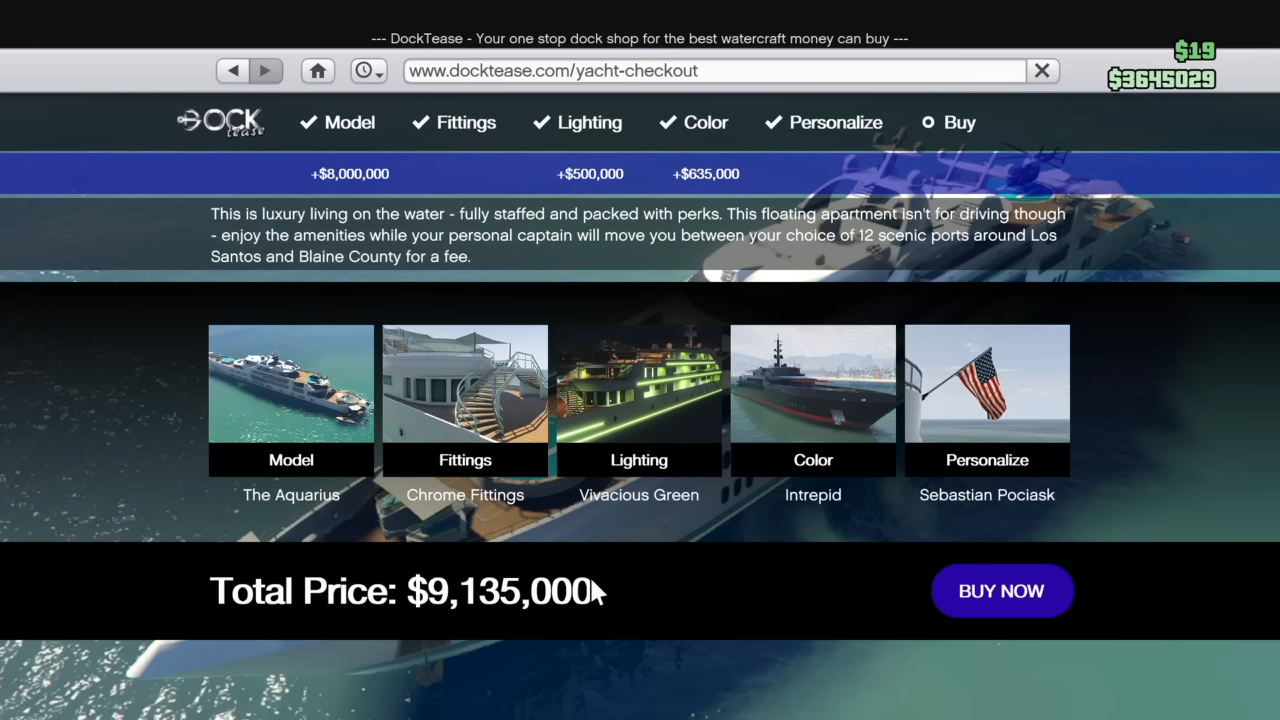 --- DockTease - Your one stop dock shop for the best watercraft money can buy ---
$19
www.docktease.com/yacht-checkout
$3645029
DOCK tease
Model
Fittings
Lighting
Color
Personalize
Buy
+$8,000,000
+$500,000
+$635,000
This is luxury living on the water - fully staffed and packed with perks. This floating apartment isn't for driving though
- enjoy the amenities while your personal captain will move you between your choice of 12 scenic ports around Los
Santos and Blaine County for a fee.
Model
Fittings
Lighting
Color
Personalize
The Aquarius
Chrome Fittings
Vivacious Green
Intrepid
Sebastian Pociask
Total Price: $9,135,000
BUY NOW